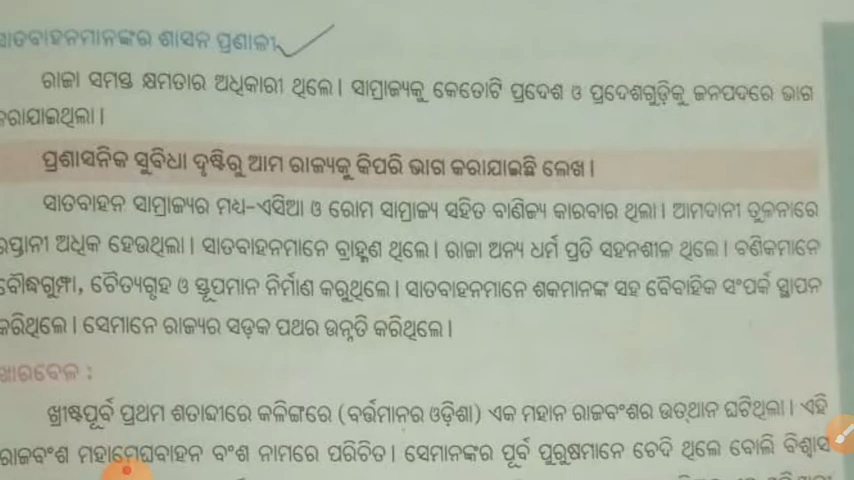 ସାତବାହନମାନଙ୍କର ଶାସନ ପ୍ରଣାଳୀ
ରାଜା ସମସ୍ତ କ୍ଷମତାର ଅଧିକାରୀ ଥିଲେ। ସାମ୍ରାଜ୍ୟକୁ କେତୋଟି ପ୍ରଦେଶ ଓ ପ୍ରଦେଶଗୁଡ଼ିକୁ ଜନପଦରେ ଭାଗ
କରାଯାଇଥିଲା।
ପ୍ରଶାସନିକ ସୁବିଧା ଦୃଷ୍ଟିରୁ ଆମ ରାଜ୍ୟକୁ କିପରି ଭାଗ କରାଯାଇଛି ଲେଖ।
ସାତବାହନ ସାମ୍ରାଜ୍ୟର ମଧ୍ୟ-ଏସିଆ ଓ ରୋମ ସାମ୍ରାଜ୍ୟ ସହିତ ବାଣିଜ୍ୟ କାରବାର ଥିଲା। ଆମଦାନୀ ତୁଳନାରେ
ରପ୍ତାନୀ ଅଧିକ ହେଉଥିଲା। ସାତବାହନମାନେ ବ୍ରାହ୍ମଣ ଥିଲେ। ରାଜା ଅନ୍ୟ ଧର୍ମ ପ୍ରତି ସହନଶୀଳ ଥିଲେ। ବଣିକମାନେ
ବୌଦ୍ଧଗୁମ୍ଫା, ଚୈତ୍ୟଗୃହ ଓ ସ୍ତୂପମାନ ନିର୍ମାଣ କରୁଥିଲେ। ସାତବାହନମାନେ ଶକମାନଙ୍କ ସହ ବୈବାହିକ ସଂପର୍କ ସ୍ଥାପନ
କରିଥିଲେ। ସେମାନେ ରାଜ୍ୟର ସଡ଼କ ପଥର ଉନ୍ନତି କରିଥିଲେ।
ଖାରବେଳ :
ଖ୍ରୀଷ୍ଟପୂର୍ବ ପ୍ରଥମ ଶତାବ୍ଦୀରେ କଳିଙ୍ଗରେ (ବର୍ତ୍ତମାନର ଓଡ଼ିଶା) ଏକ ମହାନ ରାଜବଂଶର ଉତ୍‌ଥାନ ଘଟିଥିଲା। ଏହି
ରାଜବଂଶ ମହାମେଘବାହନ ବଂଶ ନାମରେ ପରିଚିତ। ସେମାନଙ୍କର ପୂର୍ବ ପୁରୁଷମାନେ ଚେଦି ଥିଲେ ବୋଲି ବିଶ୍ୱାସ